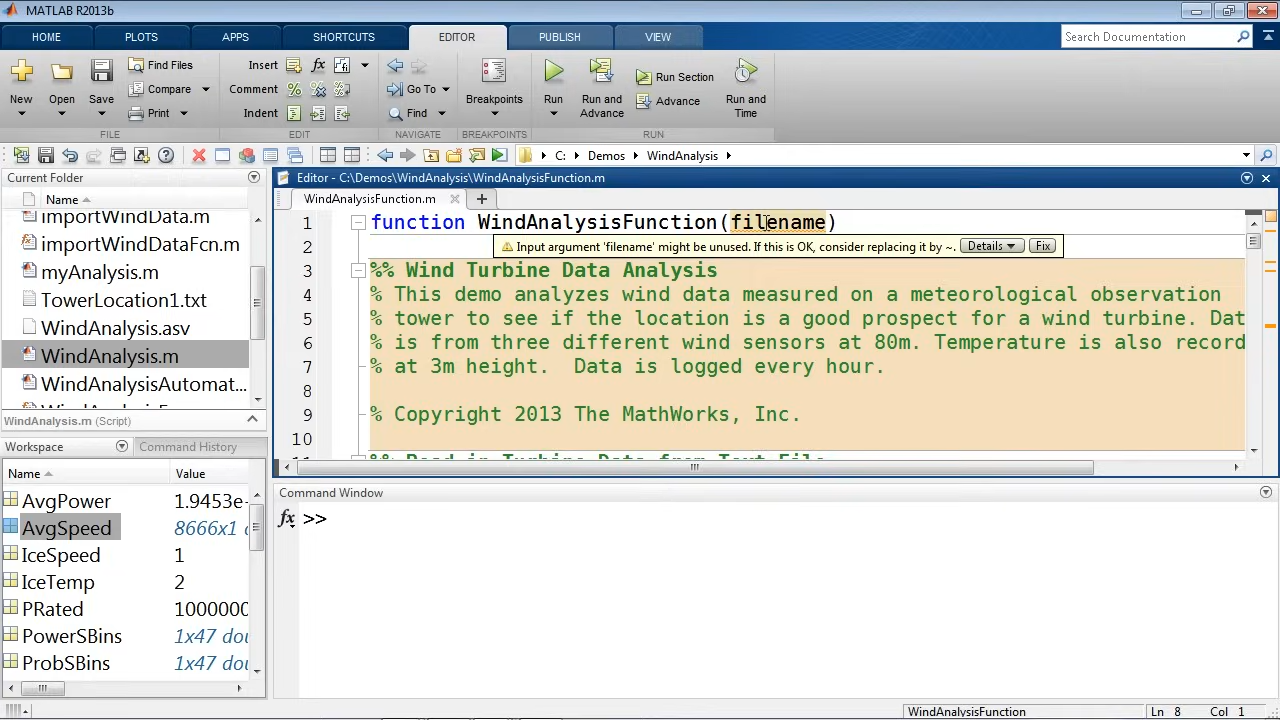 MATLAB R2013b
HOME PLOTS APPS SHORTCUTS EDITOR PUBLISH VIEW Search Documentation
Find Files Insert fx Run Section
Compare Comment Go To Advance
Print Indent Find
New Open Save Breakpoints Run Run and Advance Run and Time
FILE EDIT NAVIGATE BREAKPOINTS RUN
C: Demos WindAnalysis
Current Folder
Name
importWindData.m
importWindDataFcn.m
myAnalysis.m
TowerLocation1.txt
WindAnalysis.asv
WindAnalysis.m
WindAnalysisAutomat...
WindAnalysis.m (Script)
Workspace Command History
Name Value
AvgPower 1.9453e-
AvgSpeed 8666x1
IceSpeed 1
IceTemp 2
PRated 1000000
PowerSBins 1x47 dou
ProbSBins 1x47 dou
Editor - C:\Demos\WindAnalysis\WindAnalysisFunction.m
WindAnalysisFunction.m
1 function WindAnalysisFunction(filename)
2
Input argument 'filename' might be unused. If this is OK, consider replacing it by ~. Details Fix
3 %% Wind Turbine Data Analysis
4 % This demo analyzes wind data measured on a meteorological observation
5 % tower to see if the location is a good prospect for a wind turbine. Dat
6 % is from three different wind sensors at 80m. Temperature is also record
7 % at 3m height.  Data is logged every hour.
8
9 % Copyright 2013 The MathWorks, Inc.
10
Command Window
fx >>
WindAnalysisFunction Ln 8 Col 1